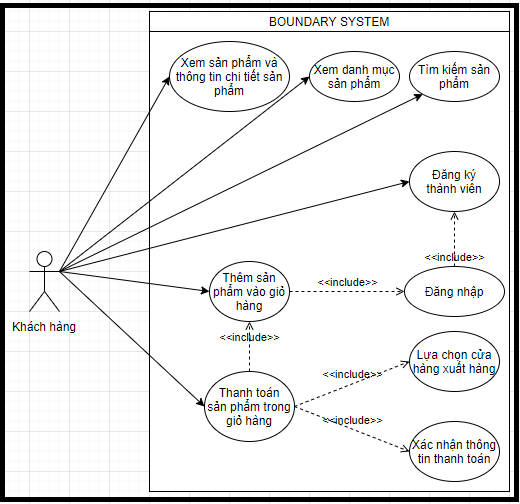 BOUNDARY SYSTEM
Xem sản phẩm và
thông tin chi tiết sản
phẩm
Xem danh mục
sản phẩm
Tìm kiếm sản
phẩm
Đăng ký
thành viên
<<include>>
Thêm sản
phẩm vào giỏ
hàng
<<include>>
Đăng nhập
Khách hàng
<<include>>
Lựa chọn cửa
hàng xuất hàng
<<include>>
Thanh toán
sản phẩm trong
giỏ hàng
<<include>>
Xác nhận thông
tin thanh toán